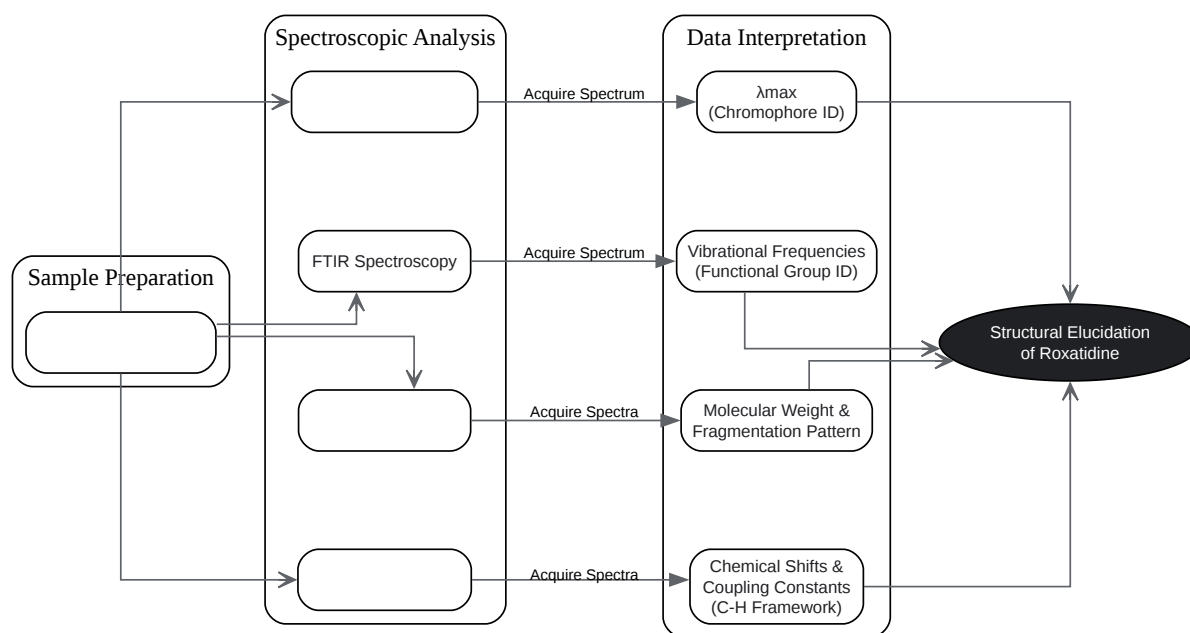 Spectroscopic Analysis
Data Interpretation
Acquire Spectrum
λmax
(Chromophore ID)
Sample Preparation
FTIR Spectroscopy
Acquire Spectrum
Vibrational Frequencies
(Functional Group ID)
Structural Elucidation
of Roxatidine
Acquire Spectra
Molecular Weight &
Fragmentation Pattern
Acquire Spectra
Chemical Shifts &
Coupling Constants
(C-H Framework)